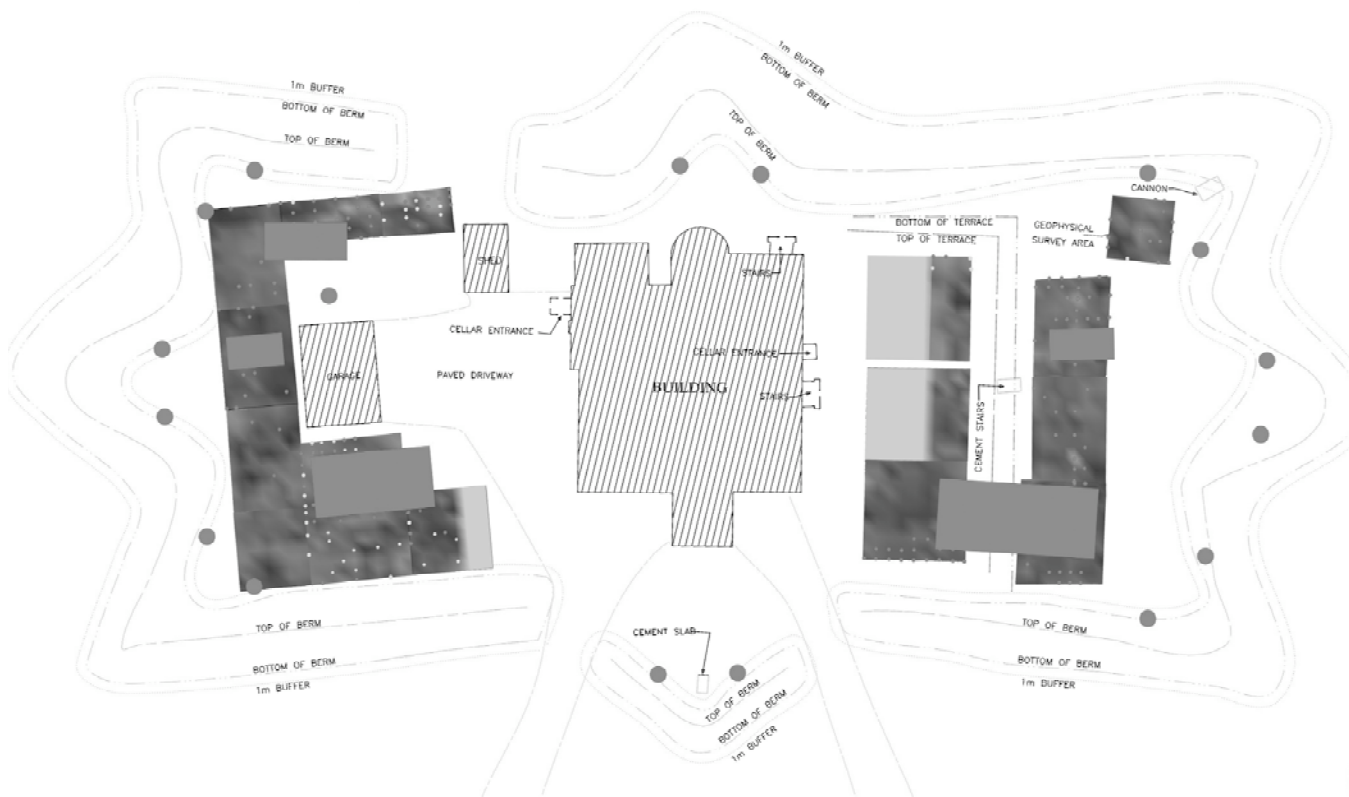 1m BUFFER
BOTTOM OF BERM
TOP OF BERM
1m BUFFER
BOTTOM OF BERM
TOP OF BERM
CANNON
BOTTOM OF TERRACE
TOP OF TERRACE
GEOPHYSICAL
SURVEY AREA
SHED
STAIRS
CELLAR ENTRANCE
CELLAR ENTRANCE
GARAGE
PAVED DRIVEWAY
BUILDING
STAIRS
CEMENT STAIRS
TOP OF BERM
BOTTOM OF BERM
1m BUFFER
CEMENT SLAB
TOP OF BERM
BOTTOM OF BERM
1m BUFFER
TOP OF BERM
BOTTOM OF BERM
1m BUFFER